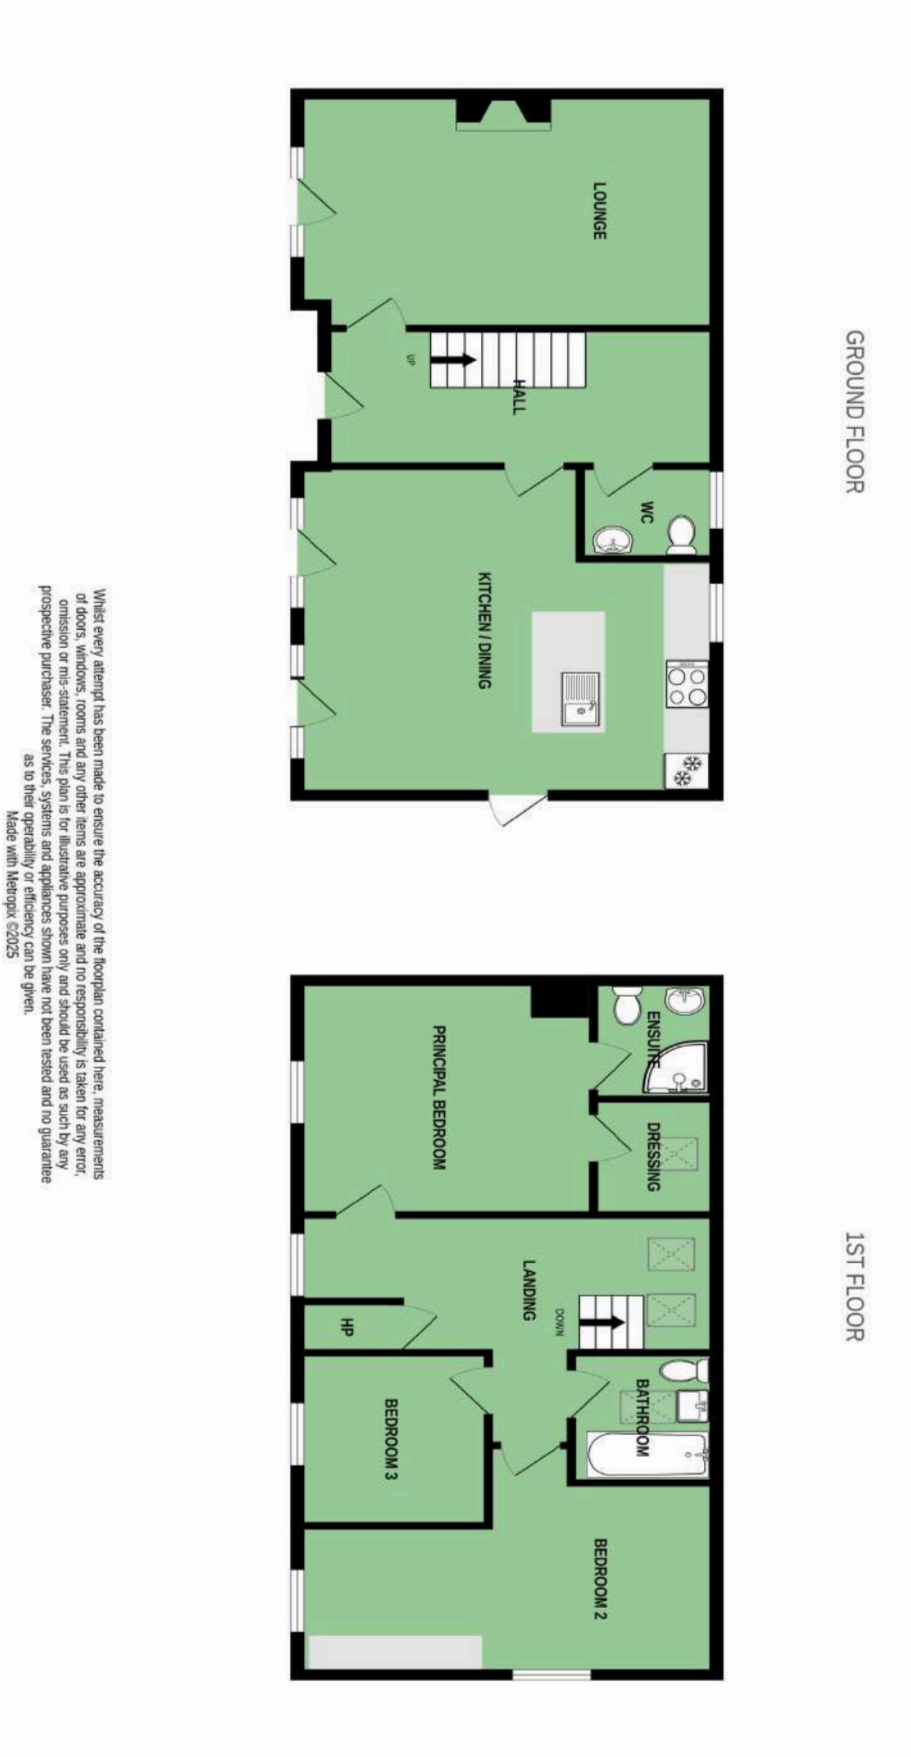 GROUND FLOOR
LOUNGE
UP
HALL
WC
KITCHEN / DINING
1ST FLOOR
ENSUITE
DRESSING
PRINCIPAL BEDROOM
LANDING
DOWN
HP
BATHROOM
BEDROOM 3
BEDROOM 2
Whilst every attempt has been made to ensure the accuracy of the floorplan contained here, measurements
of doors, windows, rooms and any other items are approximate and no responsibility is taken for any error,
omission or mis-statement. This plan is for illustrative purposes only and should be used as such by any
prospective purchaser. The services, systems and appliances shown have not been tested and no guarantee
as to their operability or efficiency can be given.
Made with Metropix ©2025